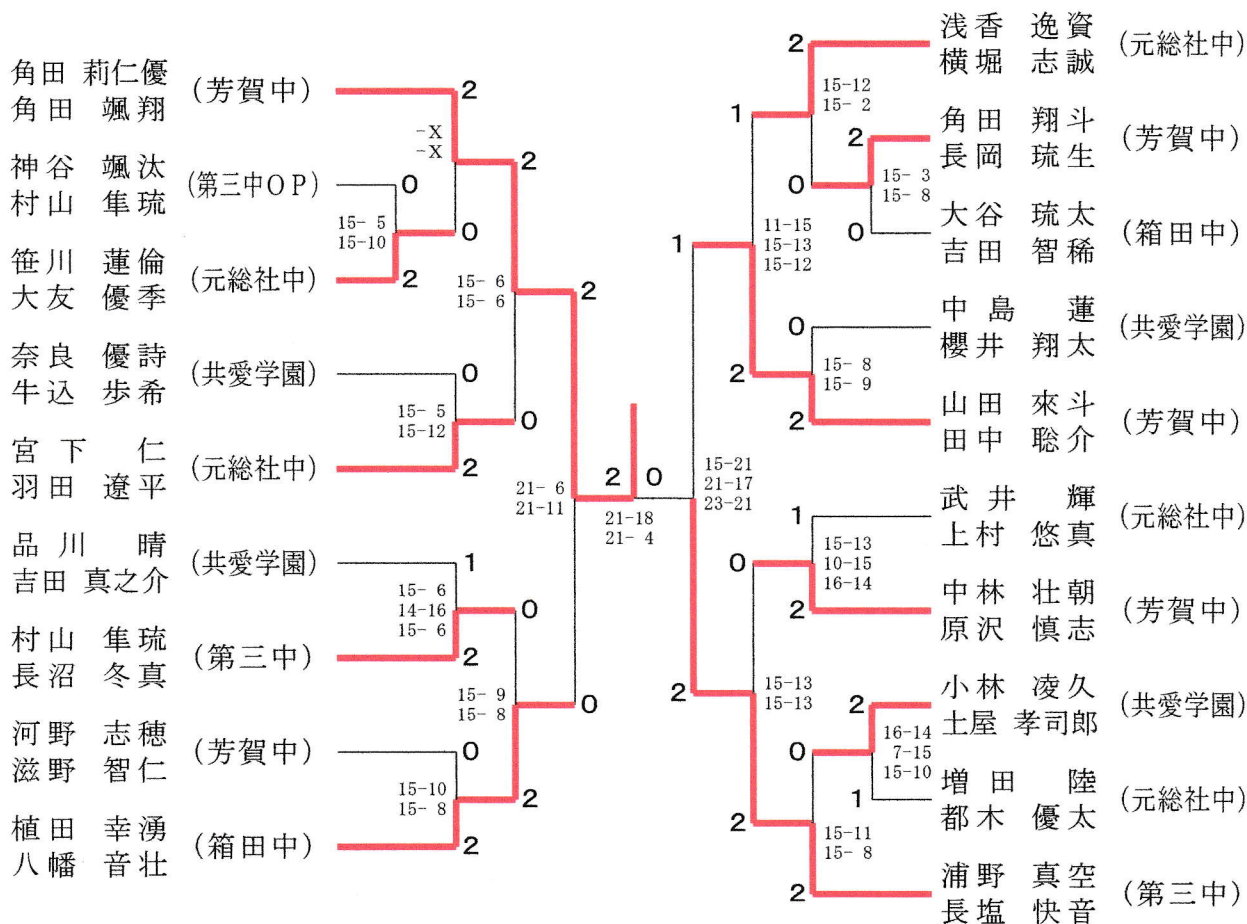 角田 莉仁優
角田 颯翔
(芳賀中)
2
-X
-X
2
神谷 颯汰
村山 隼琉
(第三中OP)
0
15- 5
15-10
0
笹川 蓮倫
大友 優季
(元総社中)
2
15- 6
15- 6
2
奈良 優詩
牛込 歩希
(共愛学園)
0
15- 5
15-12
0
宮下 仁
羽田 遼平
(元総社中)
2
21- 6
21-11
品川 晴
吉田 真之介
(共愛学園)
1
15- 6
14-16
15- 6
0
村山 隼琉
長沼 冬真
(第三中)
2
15- 9
15- 8
0
河野 志穂
滋野 智仁
(芳賀中)
0
15-10
15- 8
2
植田 幸湧
八幡 音壮
(箱田中)
2
2 0
21-18
21- 4
浅香 逸資
横堀 志誠
(元総社中)
2
15-12
15- 2
1
角田 翔斗
長岡 琉生
(芳賀中)
2
15- 3
15- 8
0
大谷 琉太
吉田 智稀
(箱田中)
0
11-15
15-13
15-12
1
中島 蓮
櫻井 翔太
(共愛学園)
0
15- 8
15- 9
2
山田 來斗
田中 聡介
(芳賀中)
2
15-21
21-17
23-21
武井 輝
上村 悠真
(元総社中)
1
15-13
10-15
16-14
0
中林 壮朝
原沢 慎志
(芳賀中)
2
15-13
15-13
2
小林 凌久
土屋 孝司郎
(共愛学園)
2
16-14
7-15
15-10
0
増田 陸
都木 優太
(元総社中)
1
15-11
15- 8
2
浦野 真空
長塩 快音
(第三中)
2